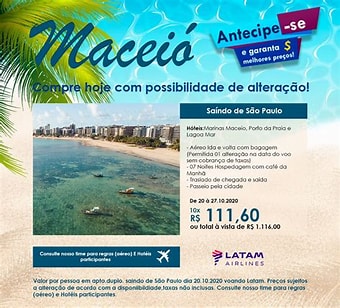 Maceió
Antecipe-se
e garanta $
melhores preços!
Compre hoje com possibilidade de alteração!
Saíndo de São Paulo
Hóteis:Marinas Maceio, Porto da Praia e
Lagoa Mar
- Aéreo ida e valta com bagagem
(Permitida 01 alteração na data do voo
sem cobrança de taxas)
- 07 Noites Hospedagem com café da
Manhã
- Traslado de chegada e saída
- Passeio pela cidade
De 20 à 27.10.2020
10x
R$ 111,60
ou total à vista de R$ 1.116.00
Consulte nosso time para regras (aéreo) E Hotéis
participantes
LATAM
AIRLINES
Valor por pessoa em apto duplo. saindo de São Paulo dia 20.10.2020 voando Latam. Preços sujeitos
a alteração de acordo com a disponibilidade,taxas não inclusas. Consulte nosso time para regras
(aéreo) e Hotéis participantes.